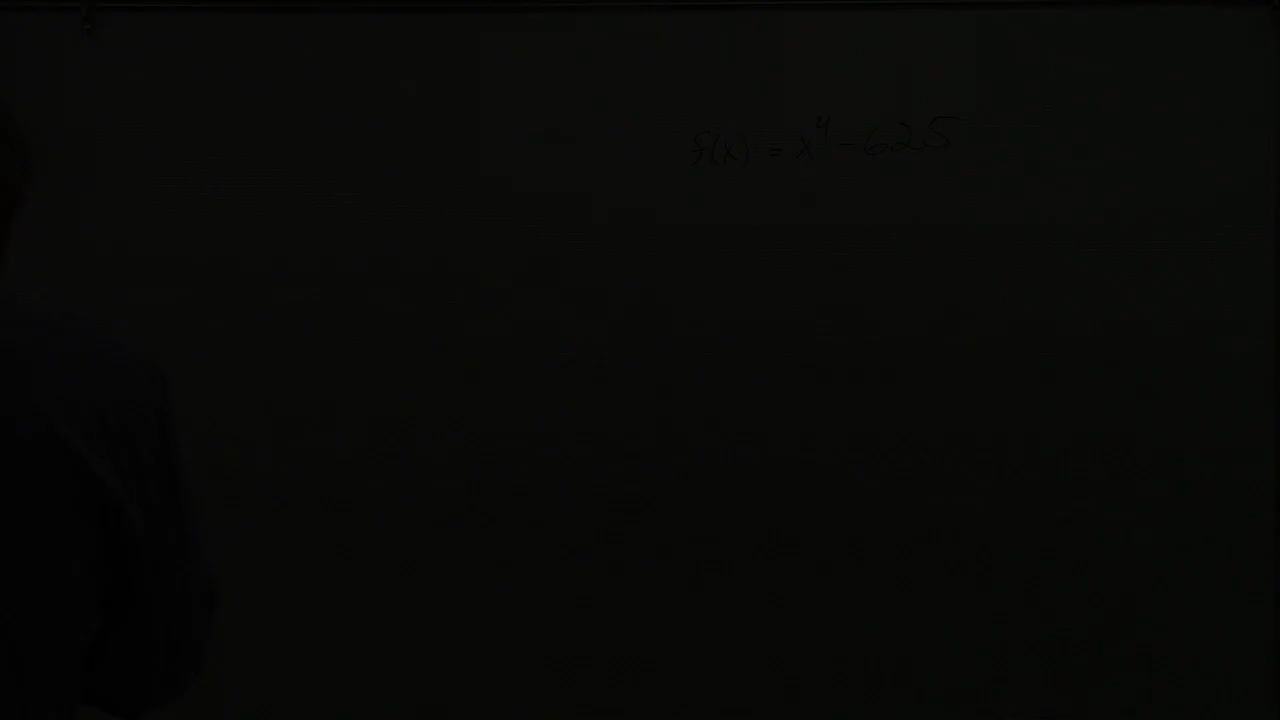 f(x) = x⁴ - 625